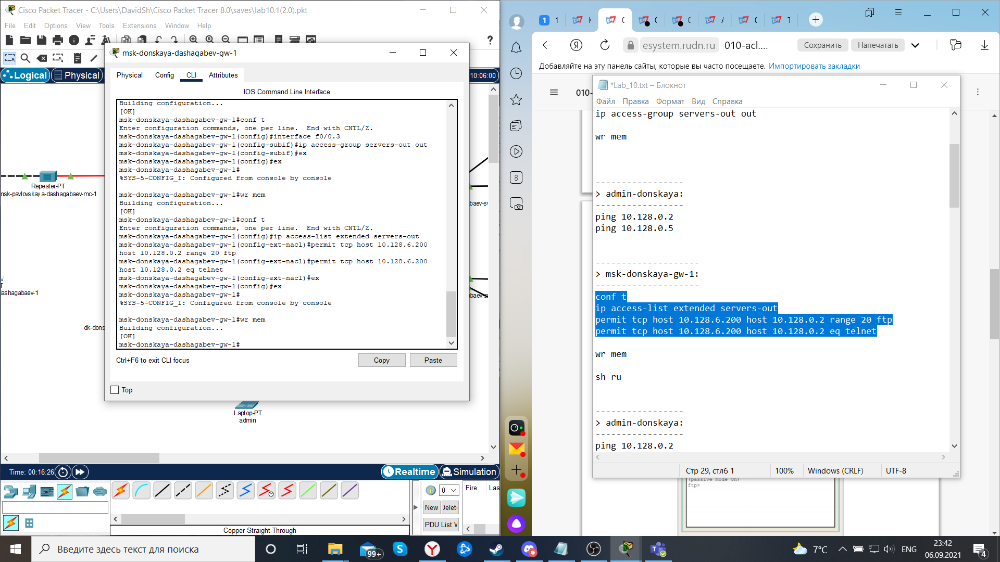 Cisco Packet Tracer - C:\Users\DavidSh\Cisco Packet Tracer 8.0\saves\lab10.1(2.0).pkt
File Edit Options View Tools Extensions Window Help
Logical
Physical
10:06:00
Repeater-PT
msk-pavlovskaya-dashagabaev-mc-1
dashagabaev-1
dk-dons
baev-sv
baev-sw
Laptop-PT
admin
msk-donskaya-dashagabev-gw-1
Physical Config CLI Attributes
IOS Command Line Interface
Building configuration...
[OK]
msk-donskaya-dashagabev-gw-1#conf t
Enter configuration commands, one per line.  End with CNTL/Z.
msk-donskaya-dashagabev-gw-1(config)#interface f0/0.3
msk-donskaya-dashagabev-gw-1(config-subif)#ip access-group servers-out out
msk-donskaya-dashagabev-gw-1(config-subif)#ex
msk-donskaya-dashagabev-gw-1(config)#ex
msk-donskaya-dashagabev-gw-1#
%SYS-5-CONFIG_I: Configured from console by console
msk-donskaya-dashagabev-gw-1#wr mem
Building configuration...
[OK]
msk-donskaya-dashagabev-gw-1#conf t
Enter configuration commands, one per line.  End with CNTL/Z.
msk-donskaya-dashagabev-gw-1(config)#ip access-list extended servers-out
msk-donskaya-dashagabev-gw-1(config-ext-nacl)#permit tcp host 10.128.6.200
host 10.128.0.2 range 20 ftp
msk-donskaya-dashagabev-gw-1(config-ext-nacl)#permit tcp host 10.128.6.200
host 10.128.0.2 eq telnet
msk-donskaya-dashagabev-gw-1(config-ext-nacl)#ex
msk-donskaya-dashagabev-gw-1(config)#ex
msk-donskaya-dashagabev-gw-1#
%SYS-5-CONFIG_I: Configured from console by console
msk-donskaya-dashagabev-gw-1#wr mem
Building configuration...
[OK]
msk-donskaya-dashagabev-gw-1#
Ctrl+F6 to exit CLI focus
Copy
Paste
Top
Time: 00:16:26
Realtime
Simulation
0
Fire Las
New
Delete
PDU List W
Copper Straight-Through
1
esystem.rudn.ru
010-acl....
Сохранить
Напечатать
Добавляйте на эту панель сайты, которые вы часто посещаете. Импортировать закладки
8
010-
*Lab_10.txt – Блокнот
Файл Правка Формат Вид Справка
ip access-group servers-out out
wr mem
-----------------
> admin-donskaya:
-----------------
ping 10.128.0.2
ping 10.128.0.5
--------------------
> msk-donskaya-gw-1:
--------------------
conf t
ip access-list extended servers-out
permit tcp host 10.128.6.200 host 10.128.0.2 range 20 ftp
permit tcp host 10.128.6.200 host 10.128.0.2 eq telnet
wr mem
sh ru
-----------------
> admin-donskaya:
-----------------
ping 10.128.0.2
Стр 29, стлб 1
100%
Windows (CRLF)
UTF-8
(passive mode On)
ftp>
Введите здесь текст для поиска
99+
7°C
ENG
23:42
06.09.2021
4